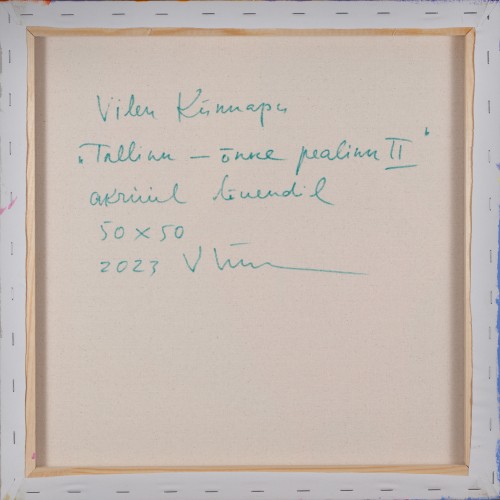 Vilen Künnapu
„Tallinn – õnne pealinn II“
akrüül lõuendil
50 x 50
2023